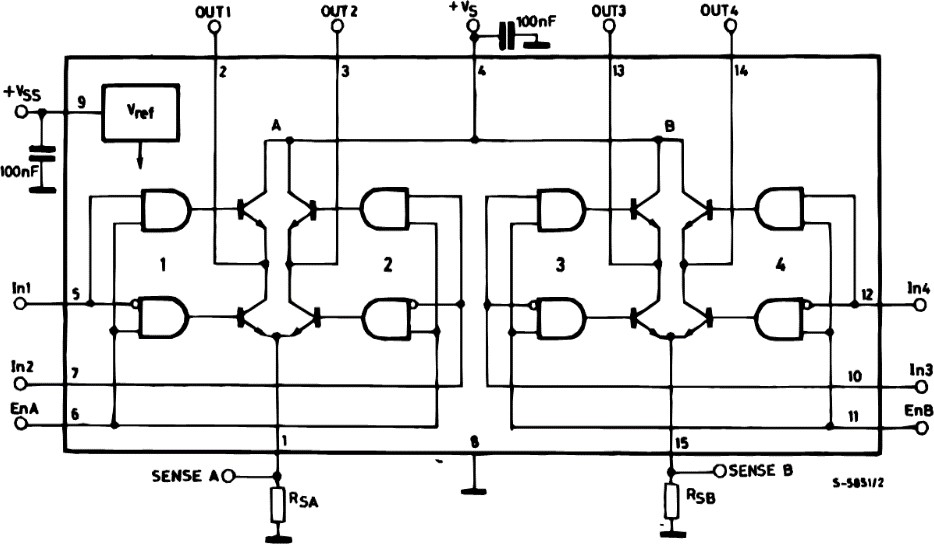 OUT1 OUT2 +VS 100nF OUT3 OUT4
2 3 4 13 14
+VSS 9 Vref
A B
100nF
1 2 3 4
In1 5 12 In4
In2 7 10 In3
EnA 6 11 EnB
1 8 15
SENSE A SENSE B
S-5851/2
RSA RSB